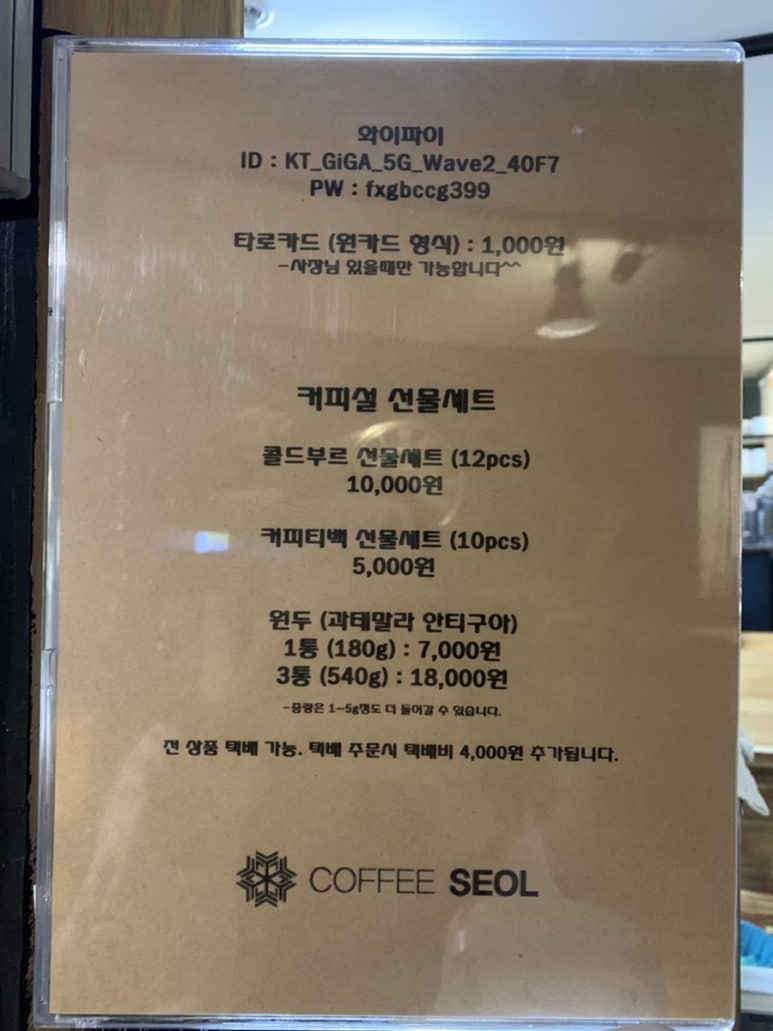 와이파이
ID : KT_GiGA_5G_Wave2_40F7
PW : fxgbccg399
타로카드 (원카드 형식) : 1,000원
-사장님 있을때만 가능합니다^^
커피설 선물세트
콜드부르 선물세트 (12pcs)
10,000원
커피티백 선물세트 (10pcs)
5,000원
원두 (과테말라 안티구아)
1통 (180g) : 7,000원
3통 (540g) : 18,000원
-중량은 1~5g정도 더 들어갈 수 있습니다.
전 상품 택배 가능. 택배 주문시 택배비 4,000원 추가됩니다.
COFFEE SEOL